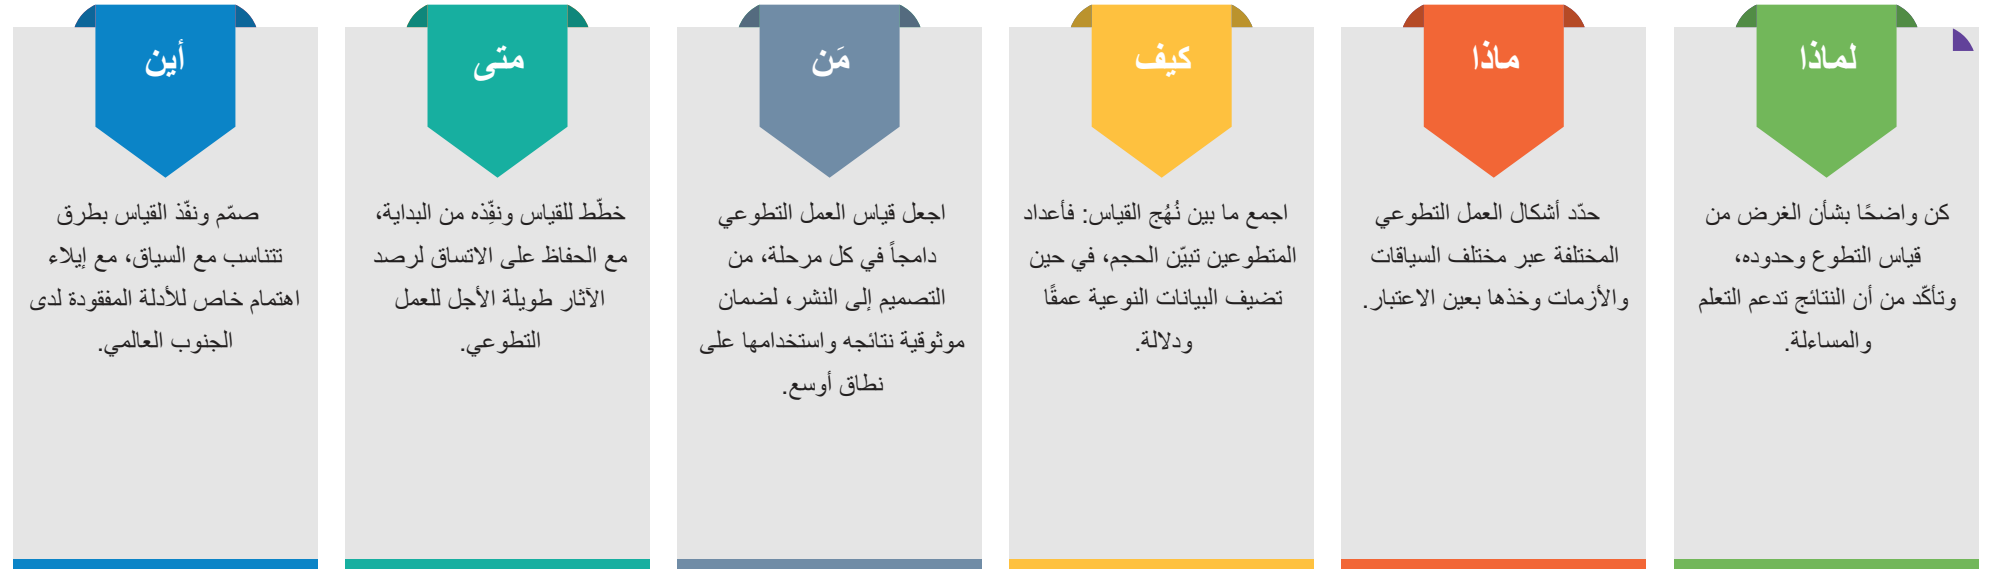 لماذا
كن واضحًا بشأن الغرض من
قياس التطوع وحدوده،
وتأكّد من أن النتائج تدعم التعلم
والمساءلة.
ماذا
حدّد أشكال العمل التطوعي
المختلفة عبر مختلف السياقات
والأزمات وخذها بعين الاعتبار.
كيف
اجمع ما بين نُهُج القياس: فأعداد
المتطوعين تبيّن الحجم، في حين
تضيف البيانات النوعية عمقًا
ودلالة.
مَن
اجعل قياس العمل التطوعي
دامجاً في كل مرحلة، من
التصميم إلى النشر، لضمان
موثوقية نتائجه واستخدامها على
نطاق أوسع.
متى
خطّط للقياس ونفِّذه من البداية،
مع الحفاظ على الاتساق لرصد
الآثار طويلة الأجل للعمل
التطوعي.
أين
صمّم ونفّذ القياس بطرق
تتناسب مع السياق، مع إيلاء
اهتمام خاص للأدلة المفقودة لدى
الجنوب العالمي.